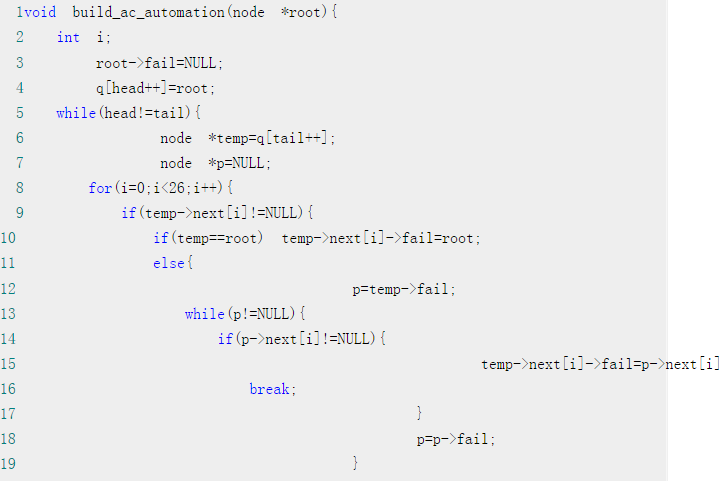 1void  build_ac_automation(node  *root){
2    int  i;
3         root->fail=NULL;
4         q[head++]=root;
5    while(head!=tail){
6                 node  *temp=q[tail++];
7                 node  *p=NULL;
8        for(i=0;i<26;i++){
9            if(temp->next[i]!=NULL){
10                if(temp==root)  temp->next[i]->fail=root;
11                else{
12                                         p=temp->fail;
13                    while(p!=NULL){
14                        if(p->next[i]!=NULL){
15                                                         temp->next[i]->fail=p->next[i]
16                            break;
17                                                 }
18                                                 p=p->fail;
19                                         }